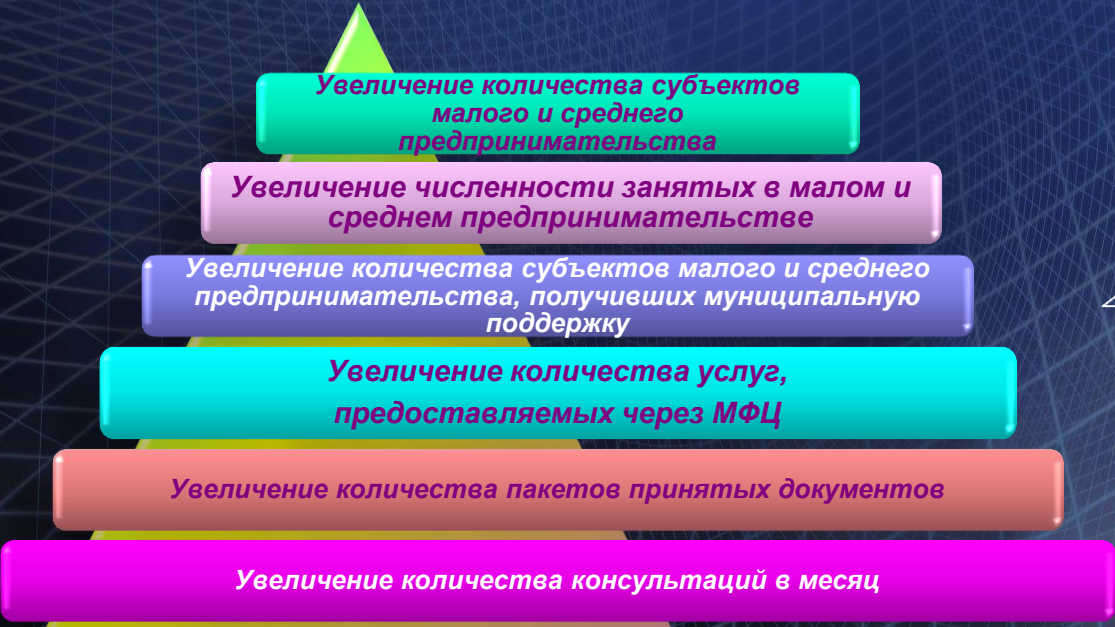 Увеличение количества субъектов
малого и среднего
предпринимательства
Увеличение численности занятых в малом и
среднем предпринимательстве
Увеличение количества субъектов малого и среднего
предпринимательства, получивших муниципальную
поддержку
Увеличение количества услуг,
предоставляемых через МФЦ
Увеличение количества пакетов принятых документов
Увеличение количества консультаций в месяц